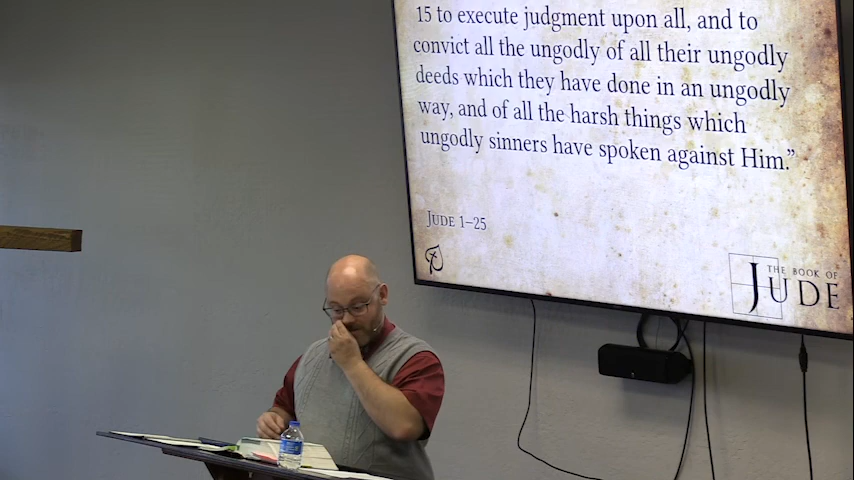 15 to execute judgment upon all, and to
convict all the ungodly of all their ungodly
deeds which they have done in an ungodly
way, and of all the harsh things which
ungodly sinners have spoken against Him.”
Jude 1–25
THE BOOK OF
JUDE